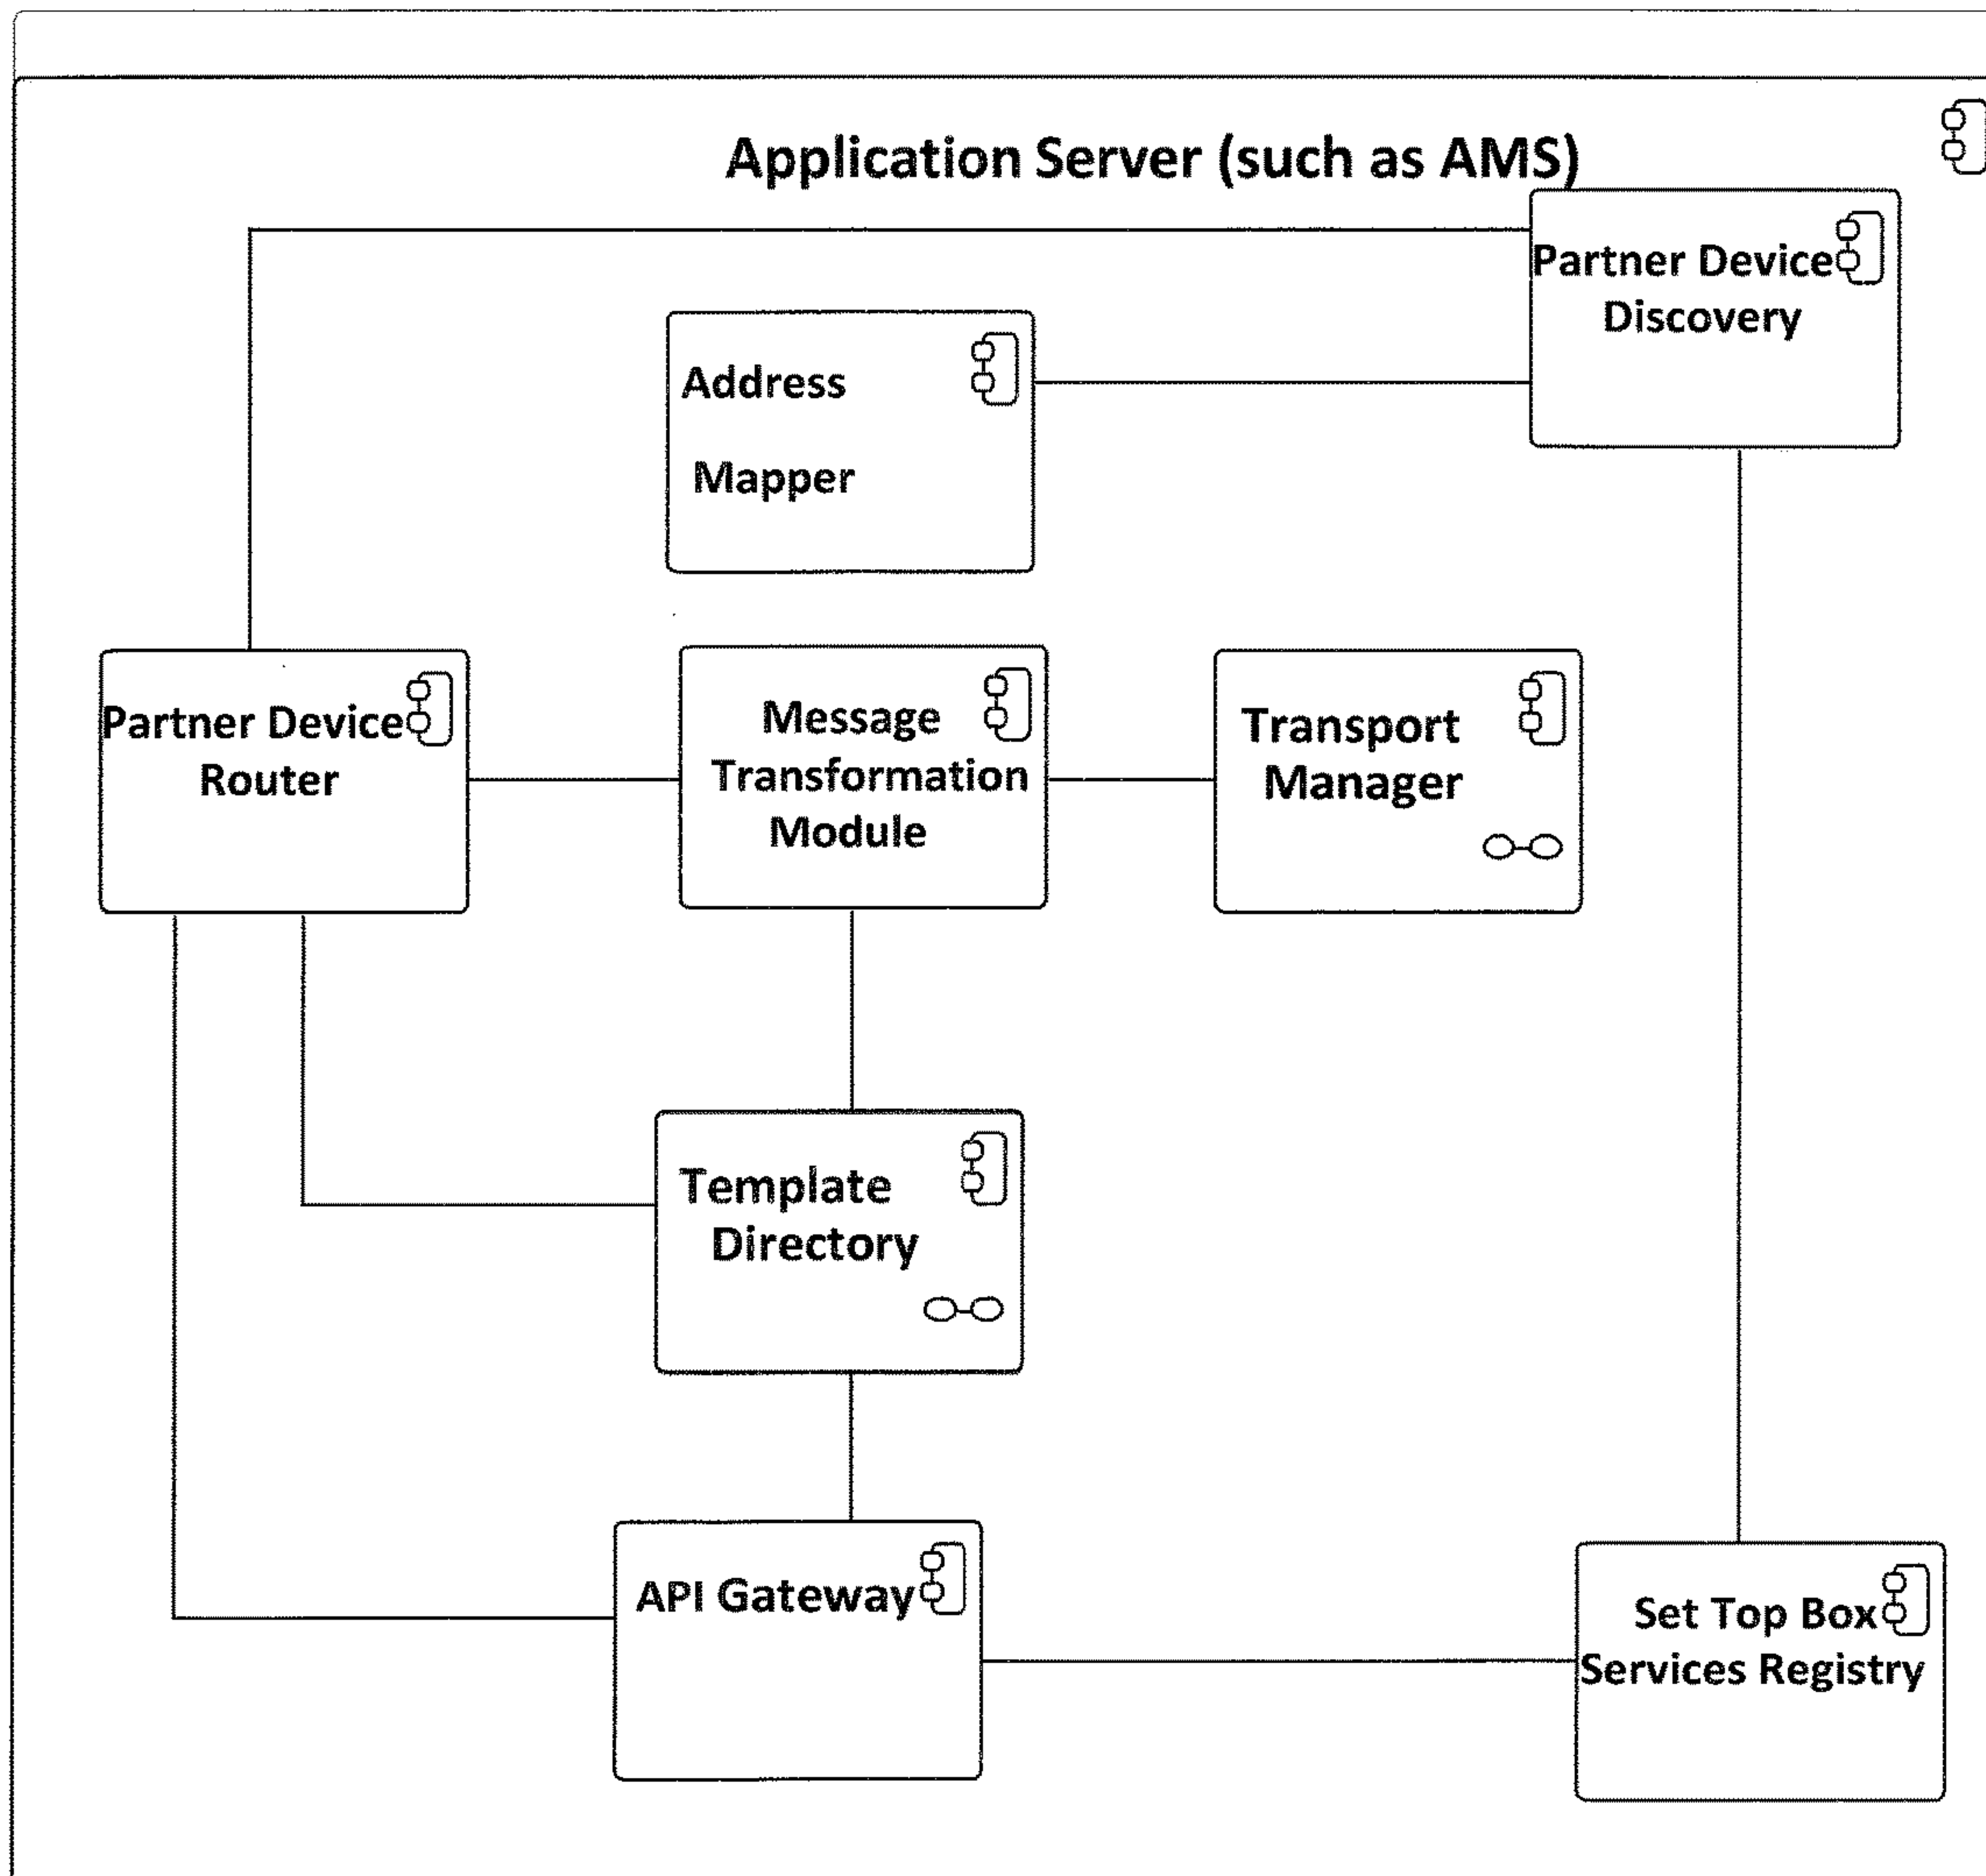 Application Server (such as AMS)
Partner Device
Discovery
Address
Mapper
Partner Device
Router
Message
Transformation
Module
Transport
Manager
Template
Directory
API Gateway
Set Top Box
Services Registry